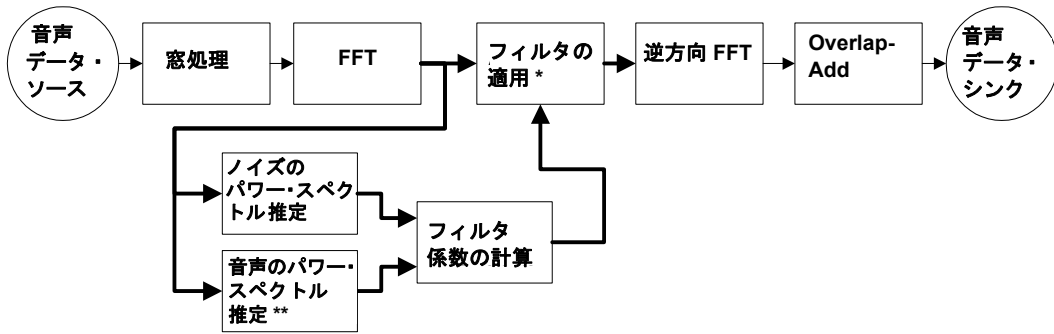 音声
データ・
ソース
窓処理
FFT
フィルタの
適用 *
逆方向 FFT
Overlap-
Add
音声
データ・
シンク
ノイズの
パワー・スペク
トル推定
音声のパワー・
スペクトル
推定 **
フィルタ
係数の計算